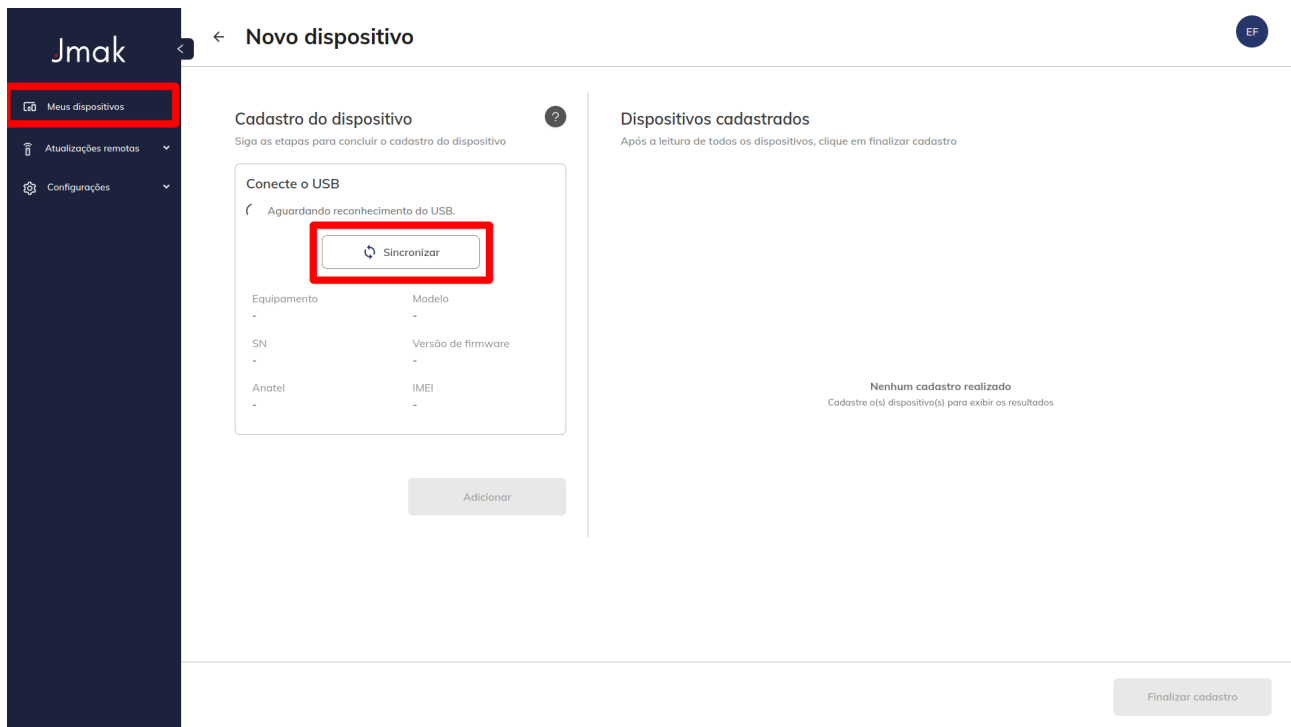 Jmak
Meus dispositivos
Atualizações remotas
Configurações
Novo dispositivo
EF
Cadastro do dispositivo
?
Siga as etapas para concluir o cadastro do dispositivo
Conecte o USB
Aguardando reconhecimento do USB.
Sincronizar
Equipamento Modelo
- -
SN Versão de firmware
- -
Anatel IMEI
- -
Adicionar
Dispositivos cadastrados
Após a leitura de todos os dispositivos, clique em finalizar cadastro
Nenhum cadastro realizado
Cadastre o(s) dispositivo(s) para exibir os resultados
Finalizar cadastro